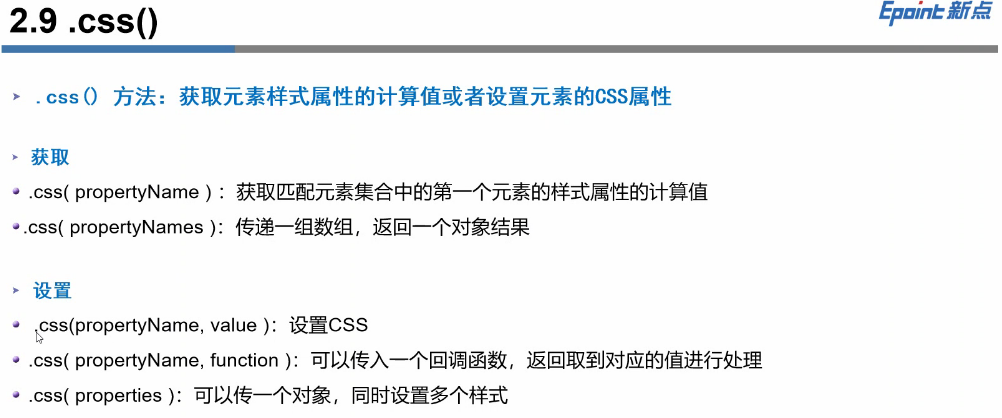 2.9 .css()
Epoint 新点
.css() 方法：获取元素样式属性的计算值或者设置元素的CSS属性
获取
.css( propertyName )：获取匹配元素集合中的第一个元素的样式属性的计算值
.css( propertyNames )：传递一组数组，返回一个对象结果
设置
.css(propertyName, value )：设置CSS
.css( propertyName, function )：可以传入一个回调函数，返回取到对应的值进行处理
.css( properties )：可以传一个对象，同时设置多个样式